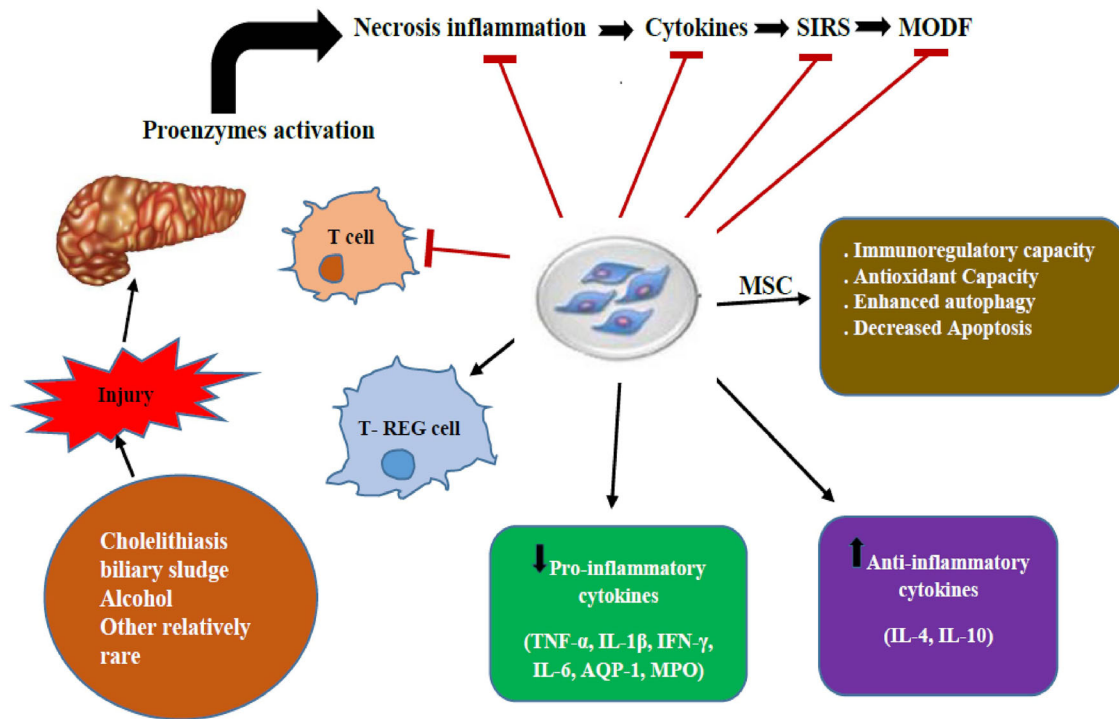 Necrosis inflammation
Cytokines
SIRS
MODF
Proenzymes activation
T cell
MSC
. Immunoregulatory capacity
. Antioxidant Capacity
. Enhanced autophagy
. Decreased Apoptosis
Injury
T- REG cell
Cholelithiasis
biliary sludge
Alcohol
Other relatively
rare
Pro-inflammatory
cytokines
(TNF-α, IL-1β, IFN-γ,
IL-6, AQP-1, MPO)
Anti-inflammatory
cytokines
(IL-4, IL-10)